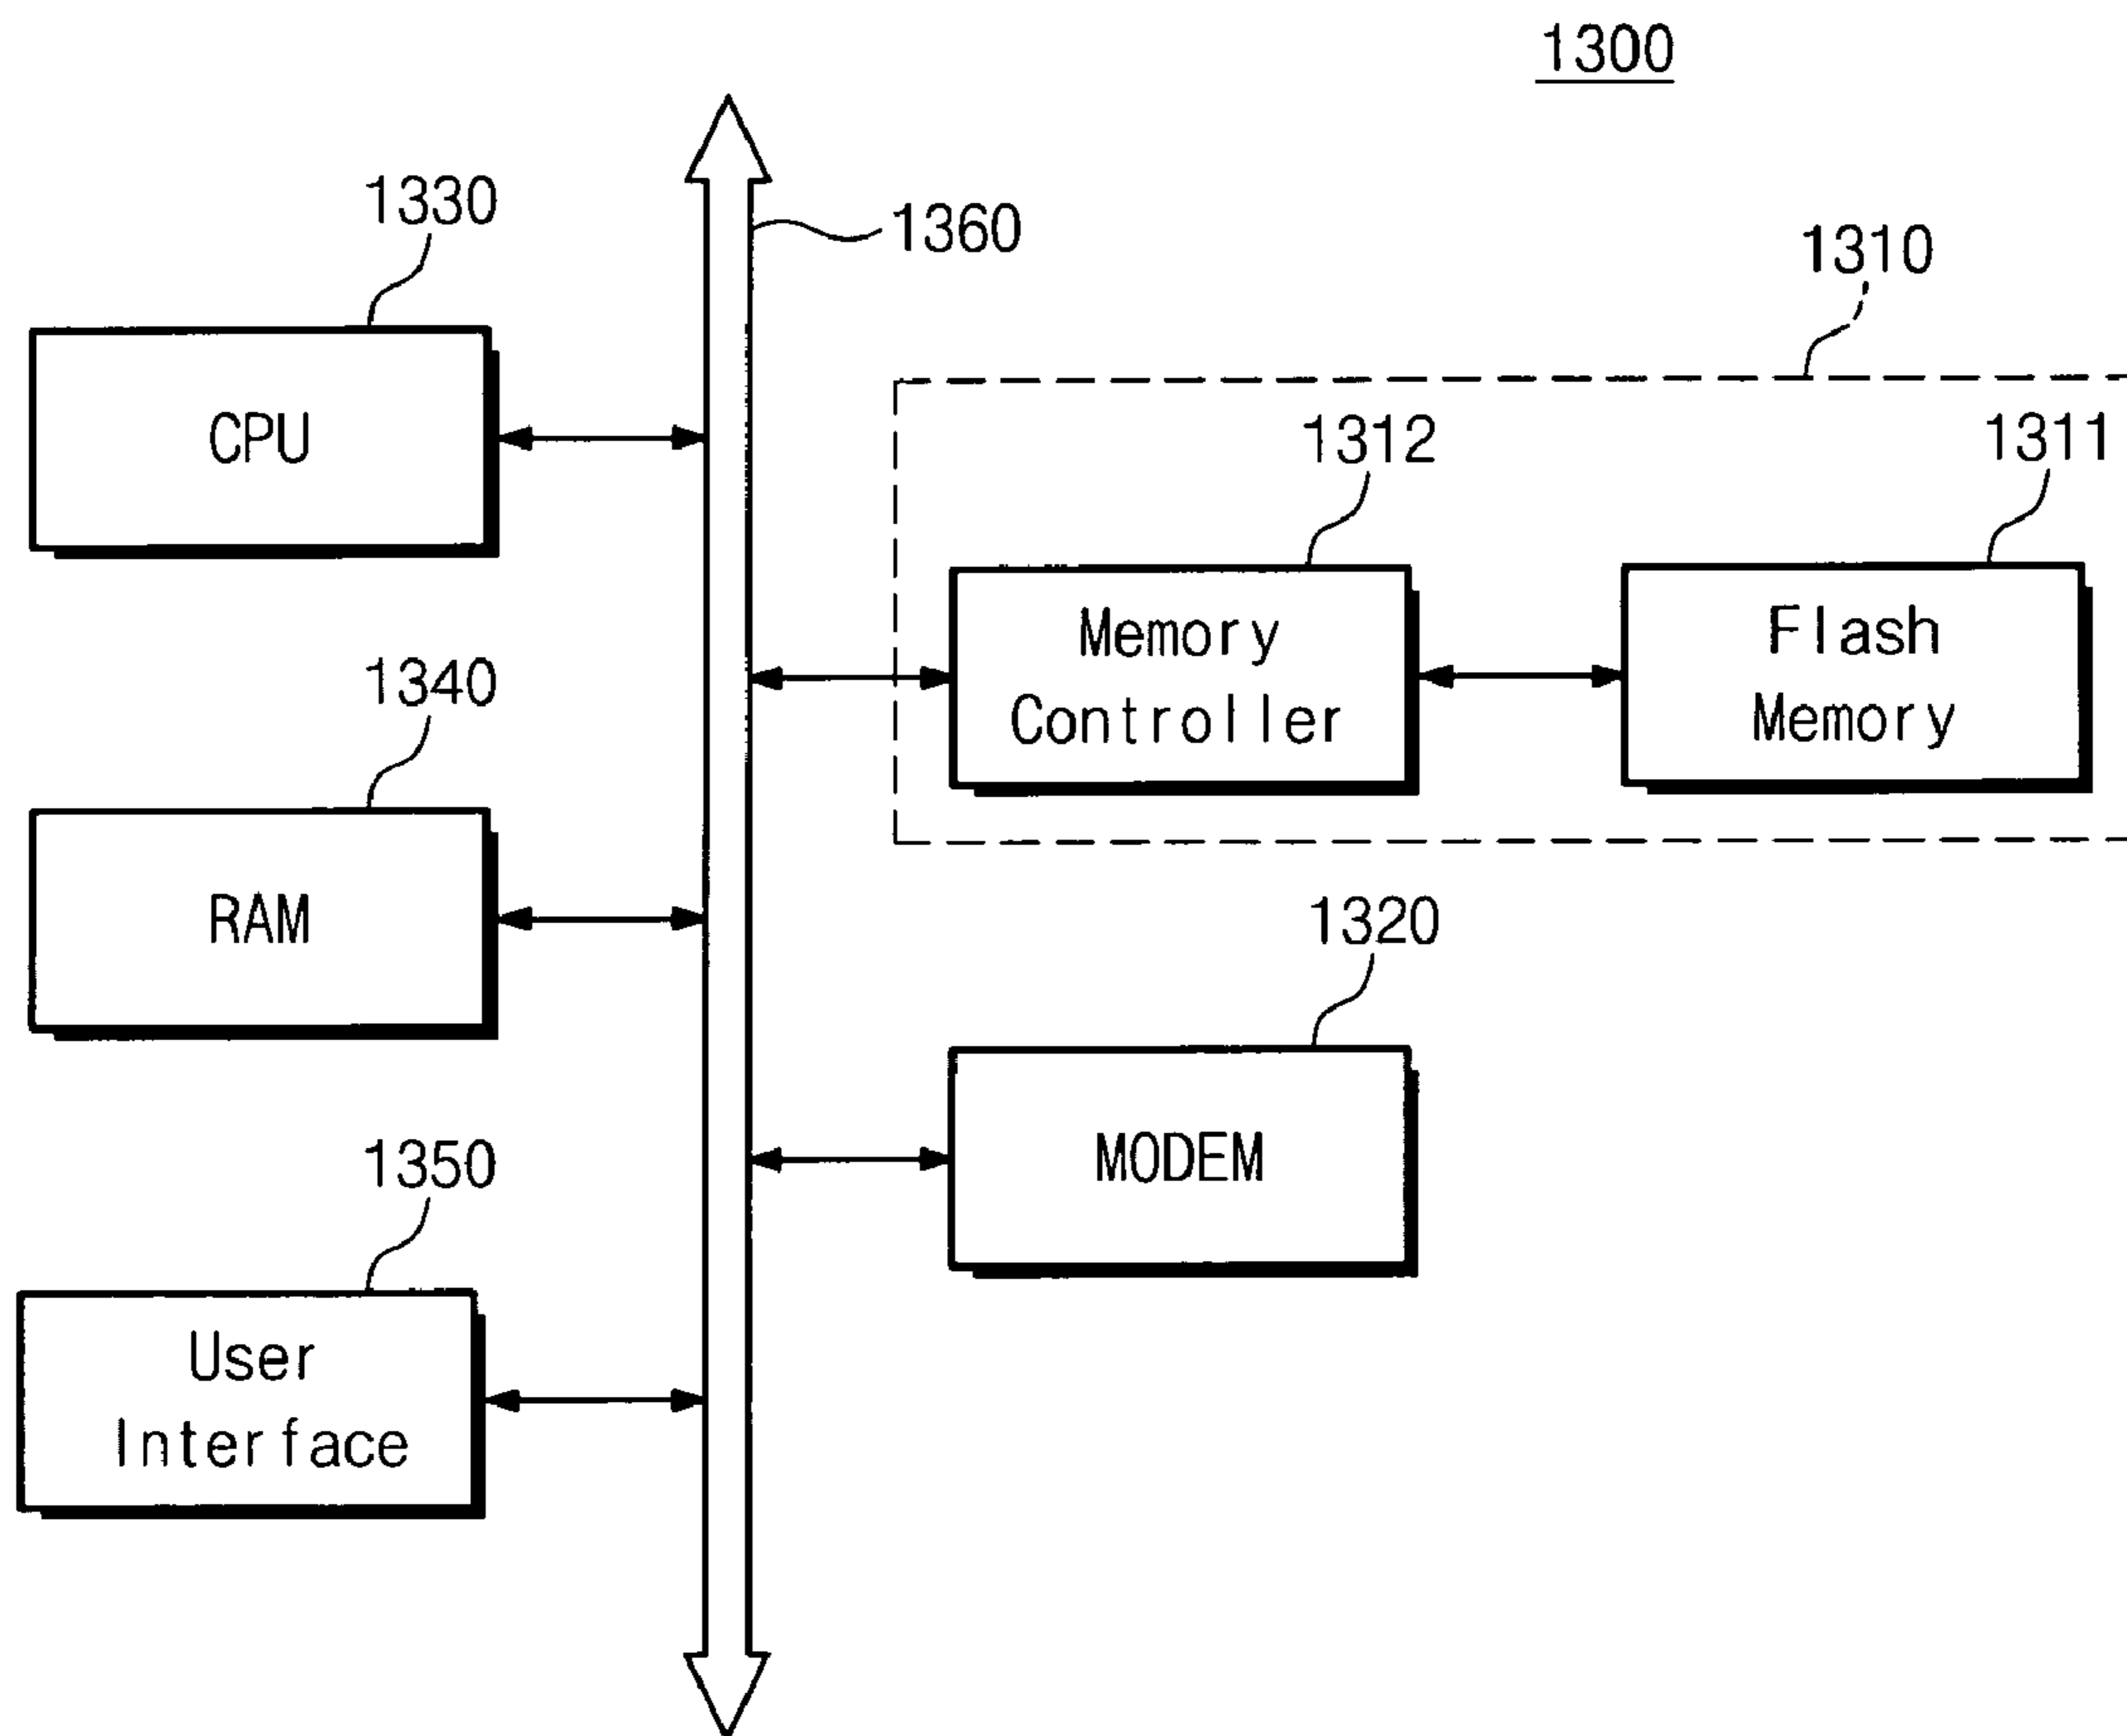 1300
1330
1360
1310
CPU
1312
1311
Memory
Controller
Flash
Memory
1340
RAM
1320
MODEM
1350
User
Interface